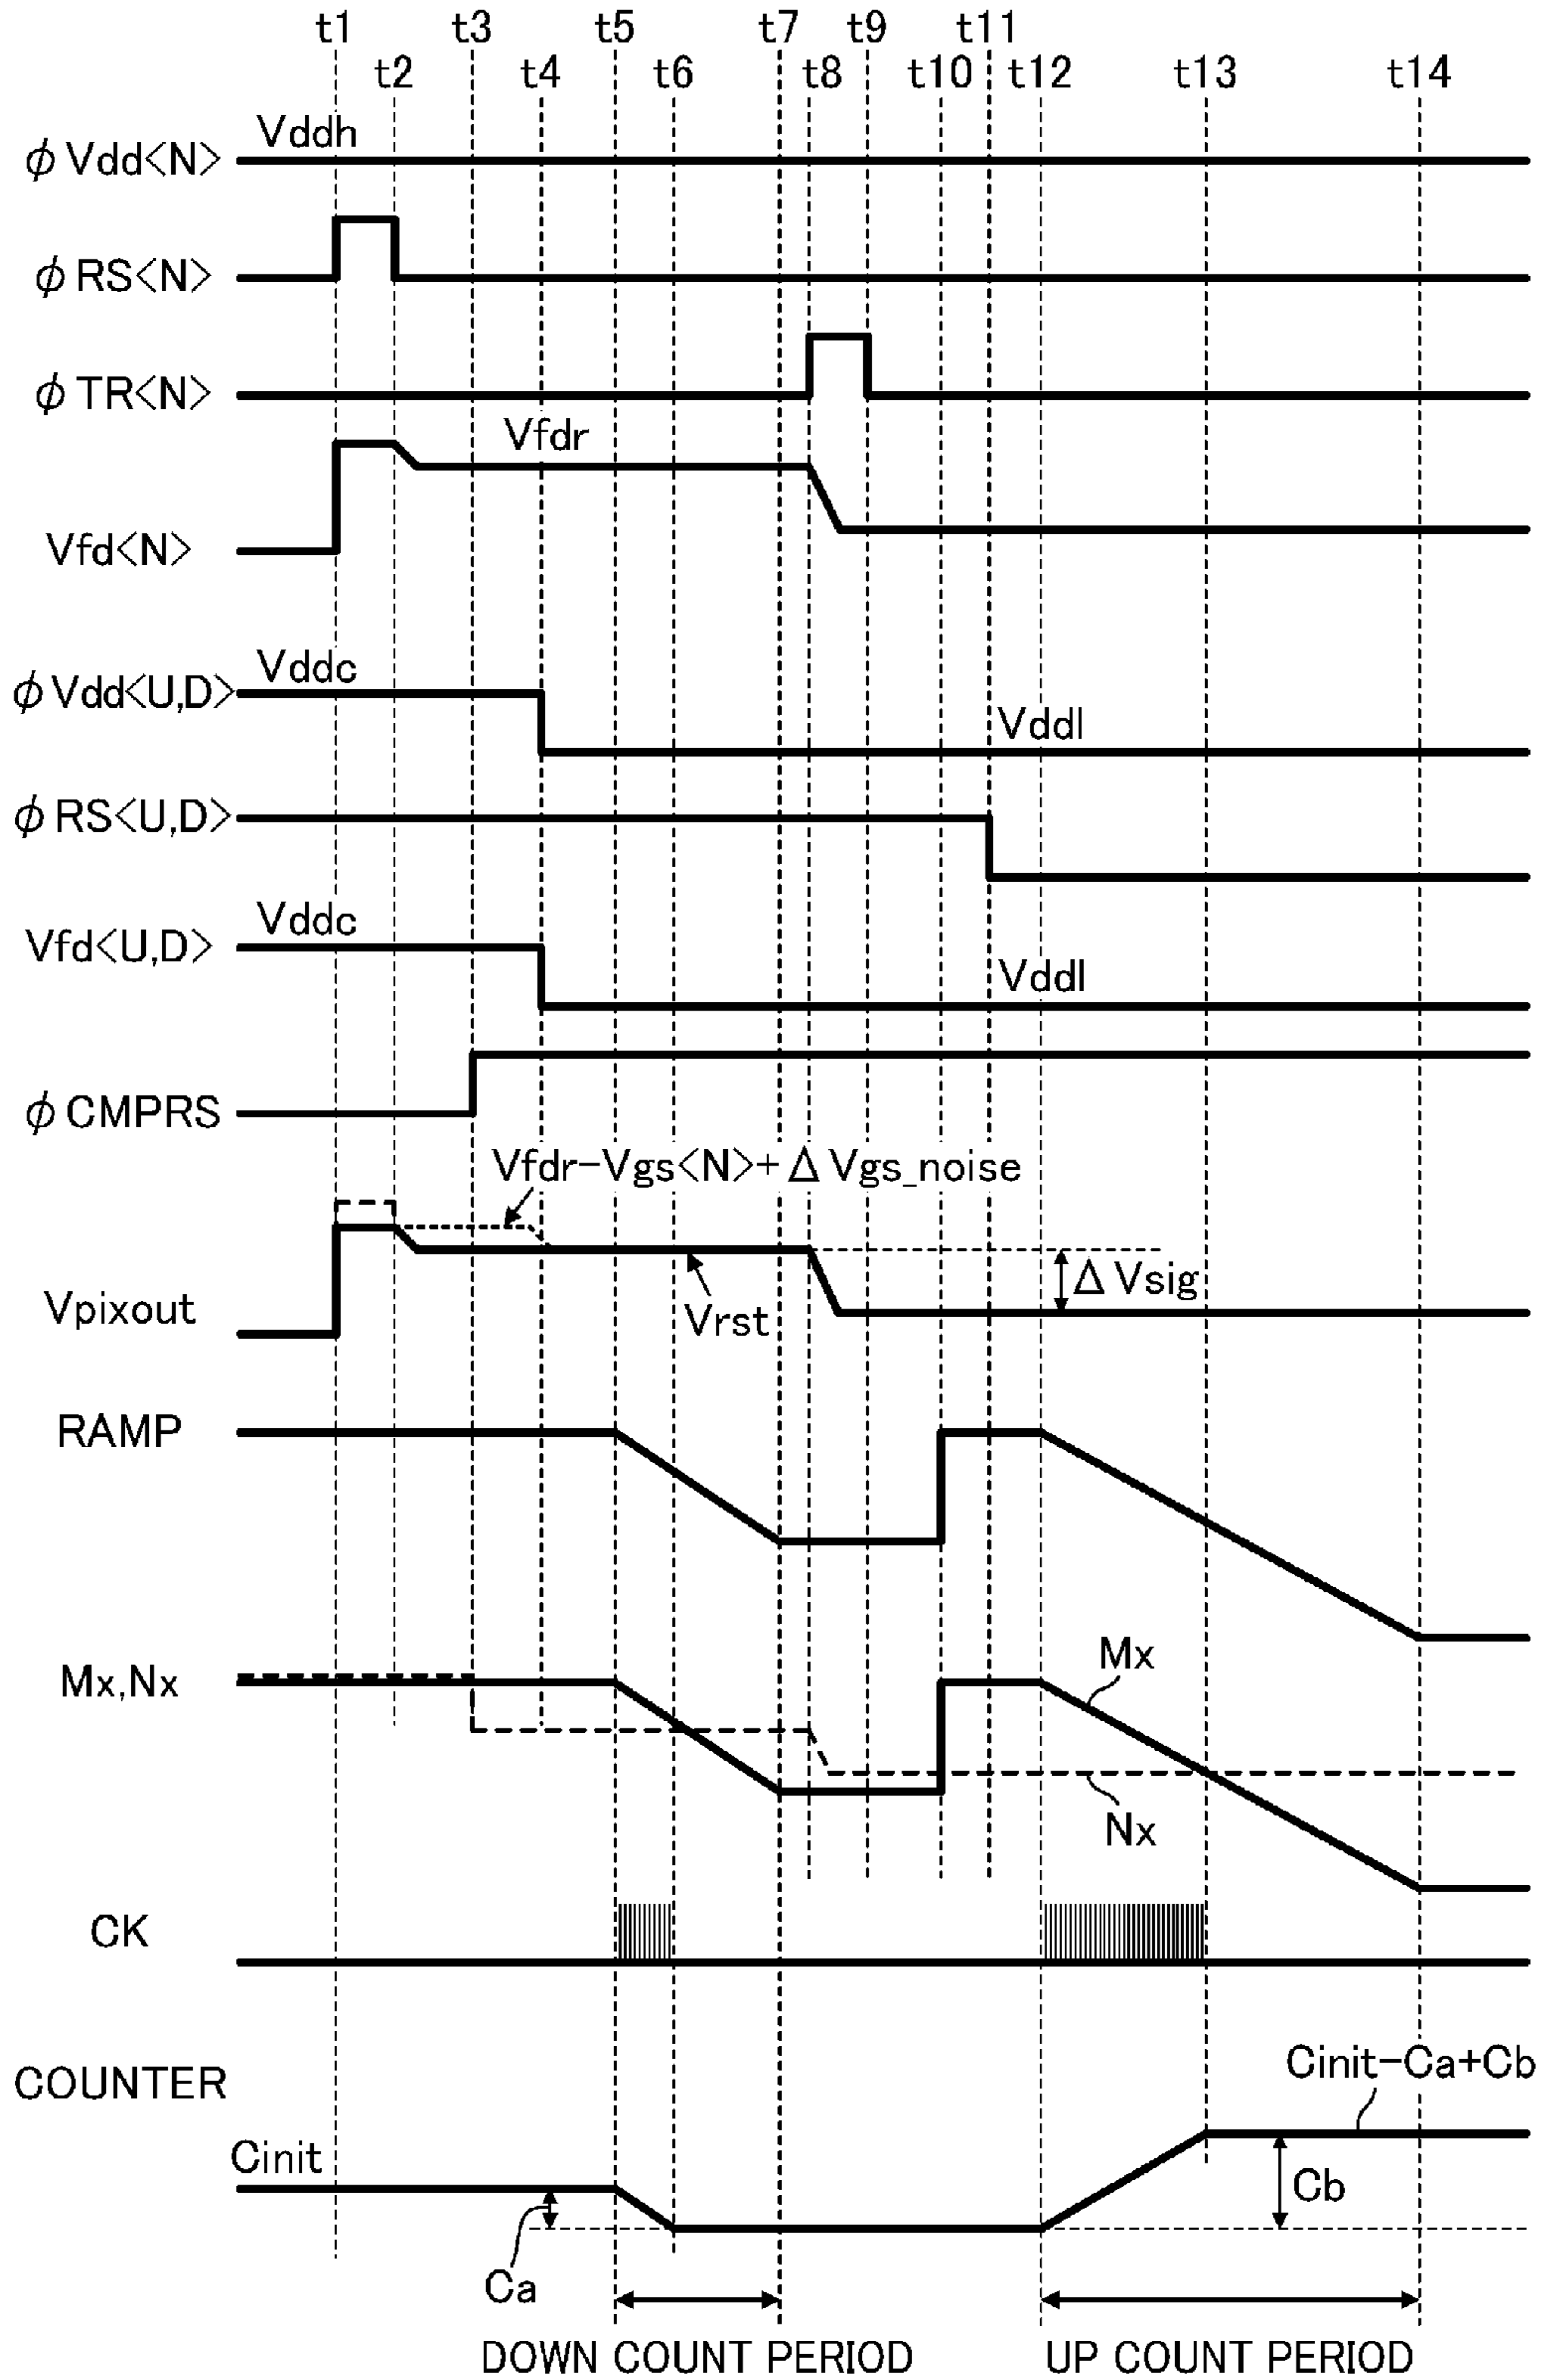 t1 t3 t5 t7 t9 t11
t2 t4 t6 t8 t10 t12 t13 t14
Vddh
ϕVdd<N>
ϕRS<N>
ϕTR<N>
Vfdr
Vfd<N>
Vddc
ϕVdd<U,D>
Vddl
ϕRS<U,D>
Vddc
Vfd<U,D>
Vddl
ϕCMPRS
Vfdr-Vgs<N>+ΔVgs_noise
ΔVsig
Vpixout
Vrst
RAMP
Mx
Mx,Nx
Nx
CK
Cinit-Ca+Cb
COUNTER
Cinit
Cb
Ca
DOWN COUNT PERIOD UP COUNT PERIOD